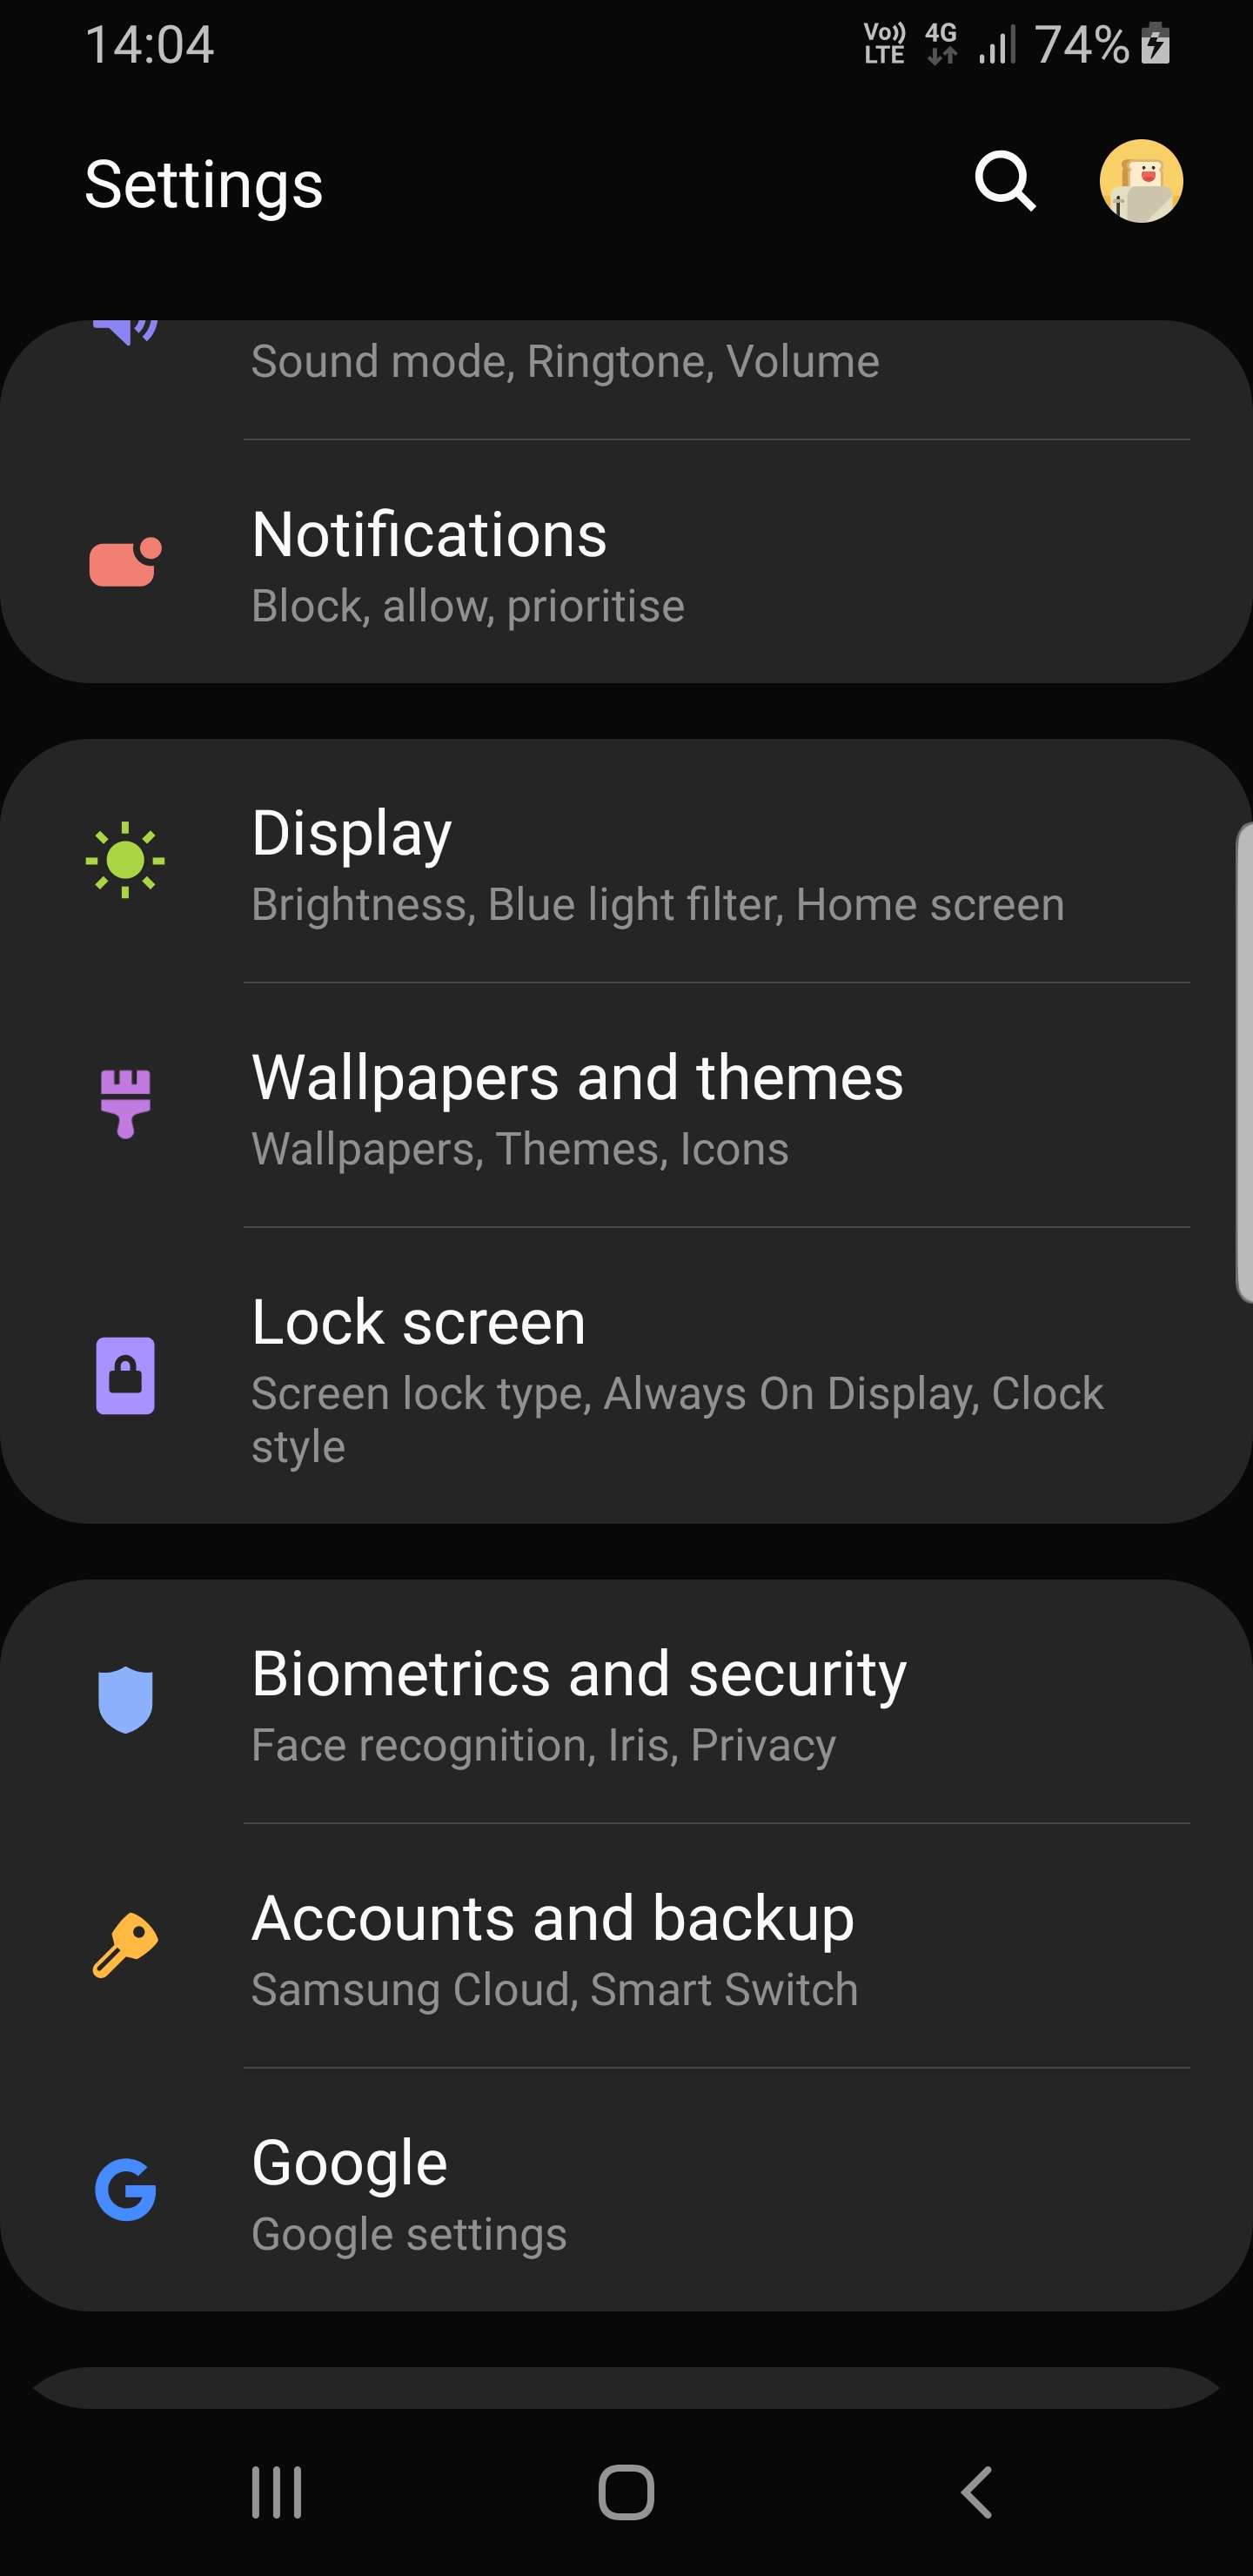 14:04
Vo)) LTE 4G 74%
Settings
Sound mode, Ringtone, Volume
Notifications
Block, allow, prioritise
Display
Brightness, Blue light filter, Home screen
Wallpapers and themes
Wallpapers, Themes, Icons
Lock screen
Screen lock type, Always On Display, Clock
style
Biometrics and security
Face recognition, Iris, Privacy
Accounts and backup
Samsung Cloud, Smart Switch
Google
Google settings